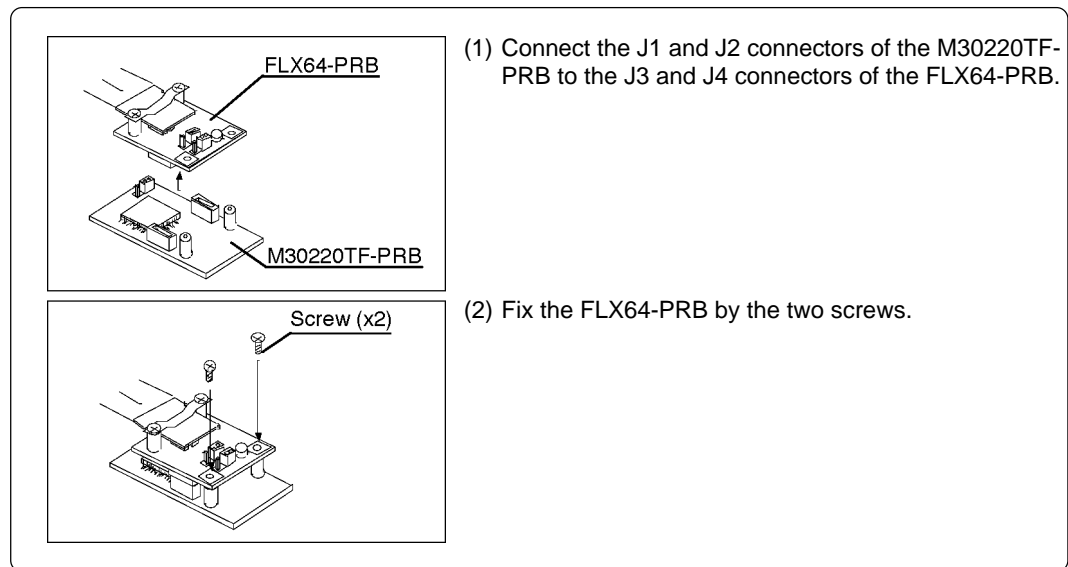 FLX64-PRB
M30220TF-PRB
(1) Connect the J1 and J2 connectors of the M30220TF-
PRB to the J3 and J4 connectors of the FLX64-PRB.
Screw (x2)
(2) Fix the FLX64-PRB by the two screws.